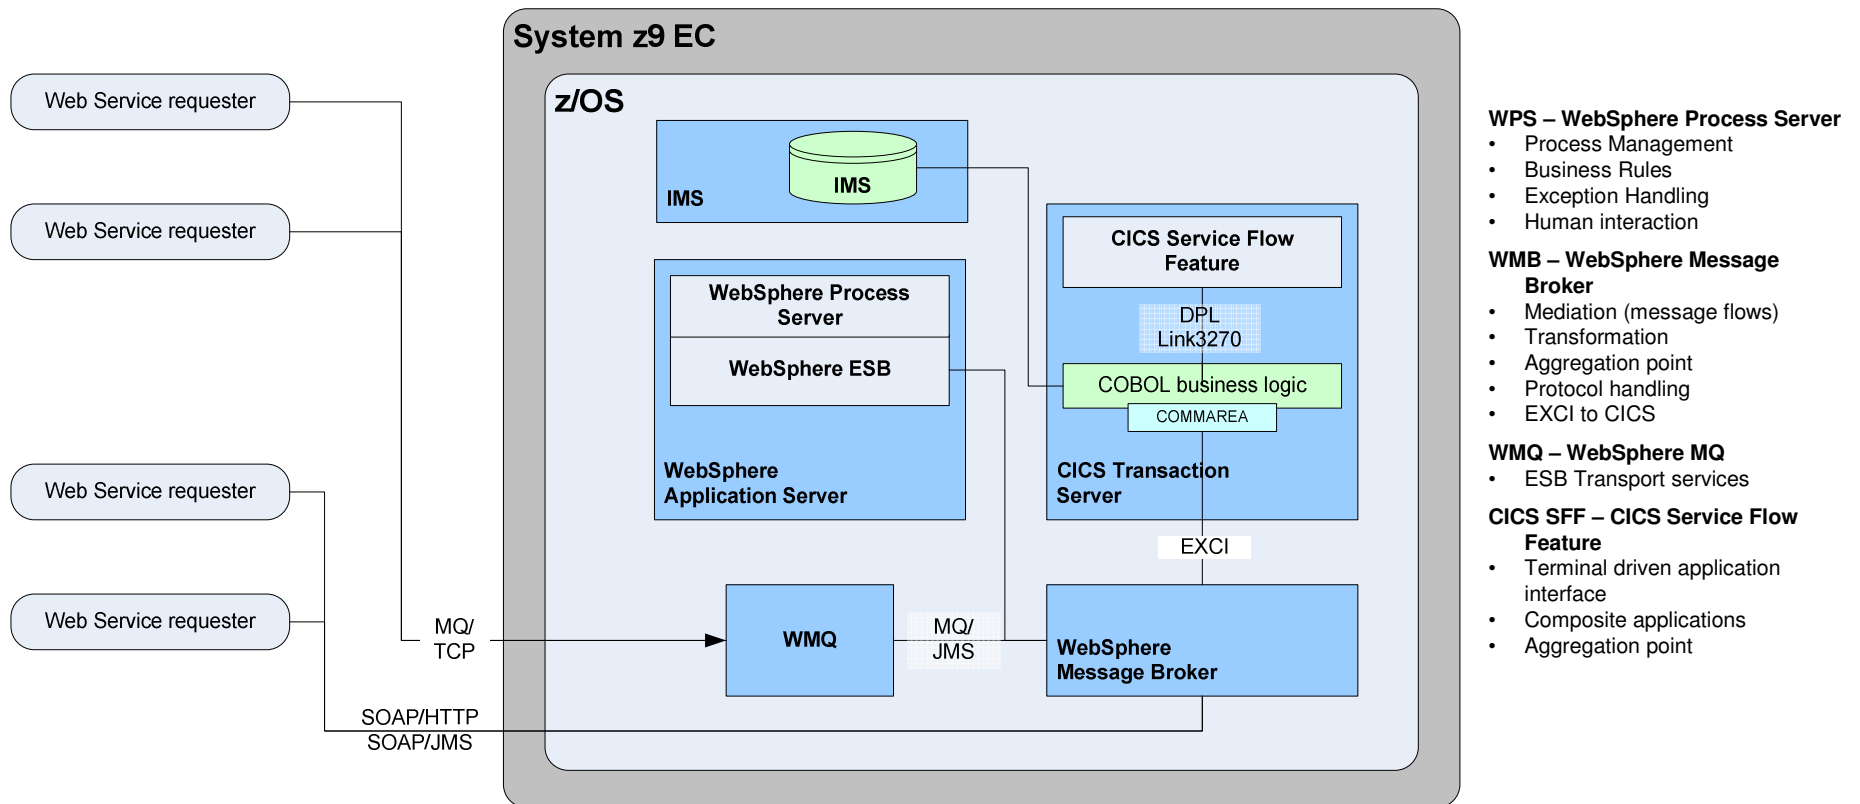 System z9 EC
z/OS
Web Service requester
Web Service requester
Web Service requester
Web Service requester
IMS
IMS
WebSphere Process
Server
WebSphere ESB
WebSphere
Application Server
CICS Service Flow
Feature
DPL
Link3270
COBOL business logic
COMMAREA
CICS Transaction
Server
EXCI
MQ/
TCP
WMQ
MQ/
JMS
WebSphere
Message Broker
SOAP/HTTP
SOAP/JMS
WPS – WebSphere Process Server
• Process Management
• Business Rules
• Exception Handling
• Human interaction
WMB – WebSphere Message
Broker
• Mediation (message flows)
• Transformation
• Aggregation point
• Protocol handling
• EXCI to CICS
WMQ – WebSphere MQ
• ESB Transport services
CICS SFF – CICS Service Flow
Feature
• Terminal driven application
interface
• Composite applications
• Aggregation point